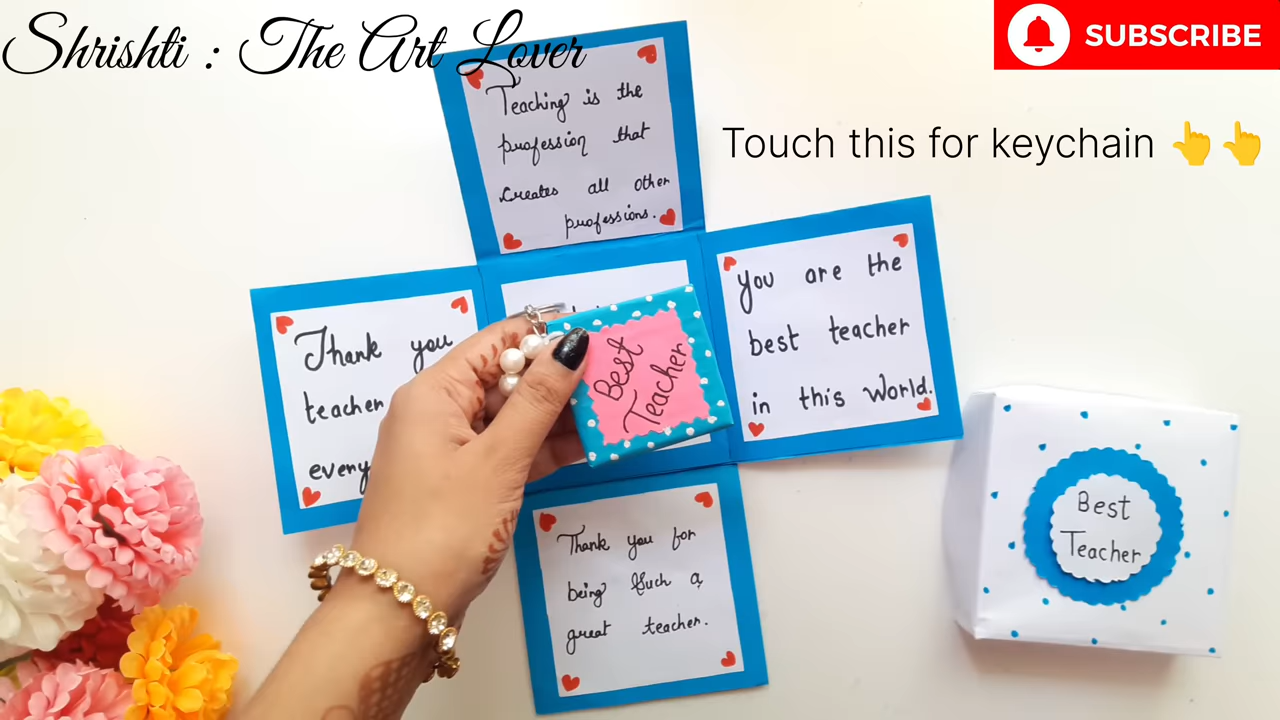 Shrishti : The Art Lover
SUBSCRIBE
Touch this for keychain 👆👆
Teaching is the
profession that
Creates all other
professions.
Thank you
teacher
every
Best
Teacher
You are the
best teacher
in this World.
Thank you for
being Such a
great teacher.
Best
Teacher